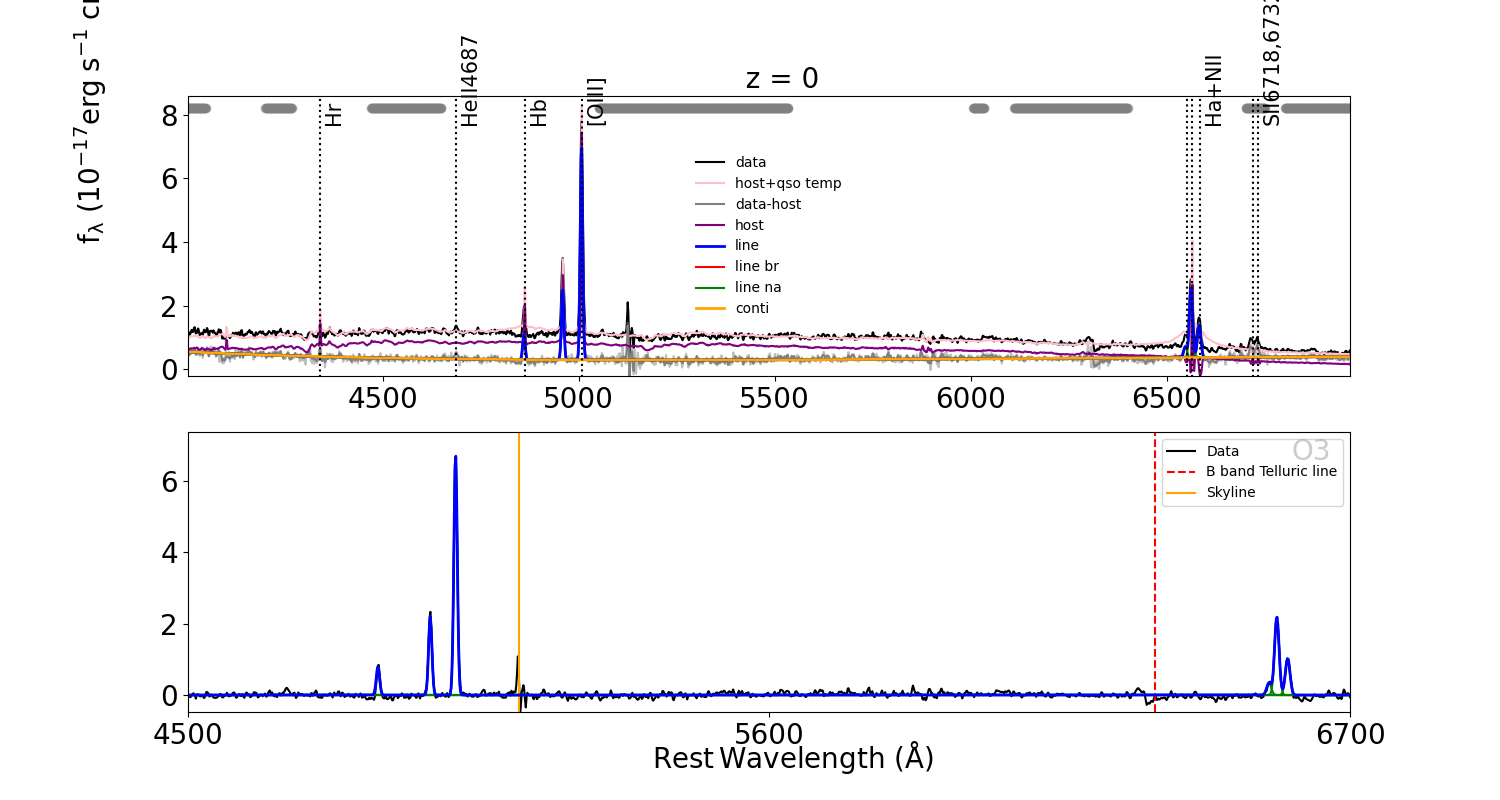 z = 0
f_λ (10^−17 erg s^−1 c
Hr
HeII4687
Hb
[OIII]
Ha+NII
SII6718,673
8
6
4
2
0
data
host+qso temp
data-host
host
line
line br
line na
conti
4500 5000 5500 6000 6500
6
4
2
0
O3
Data
B band Telluric line
Skyline
4500 5600 6700
Rest Wavelength (Å)